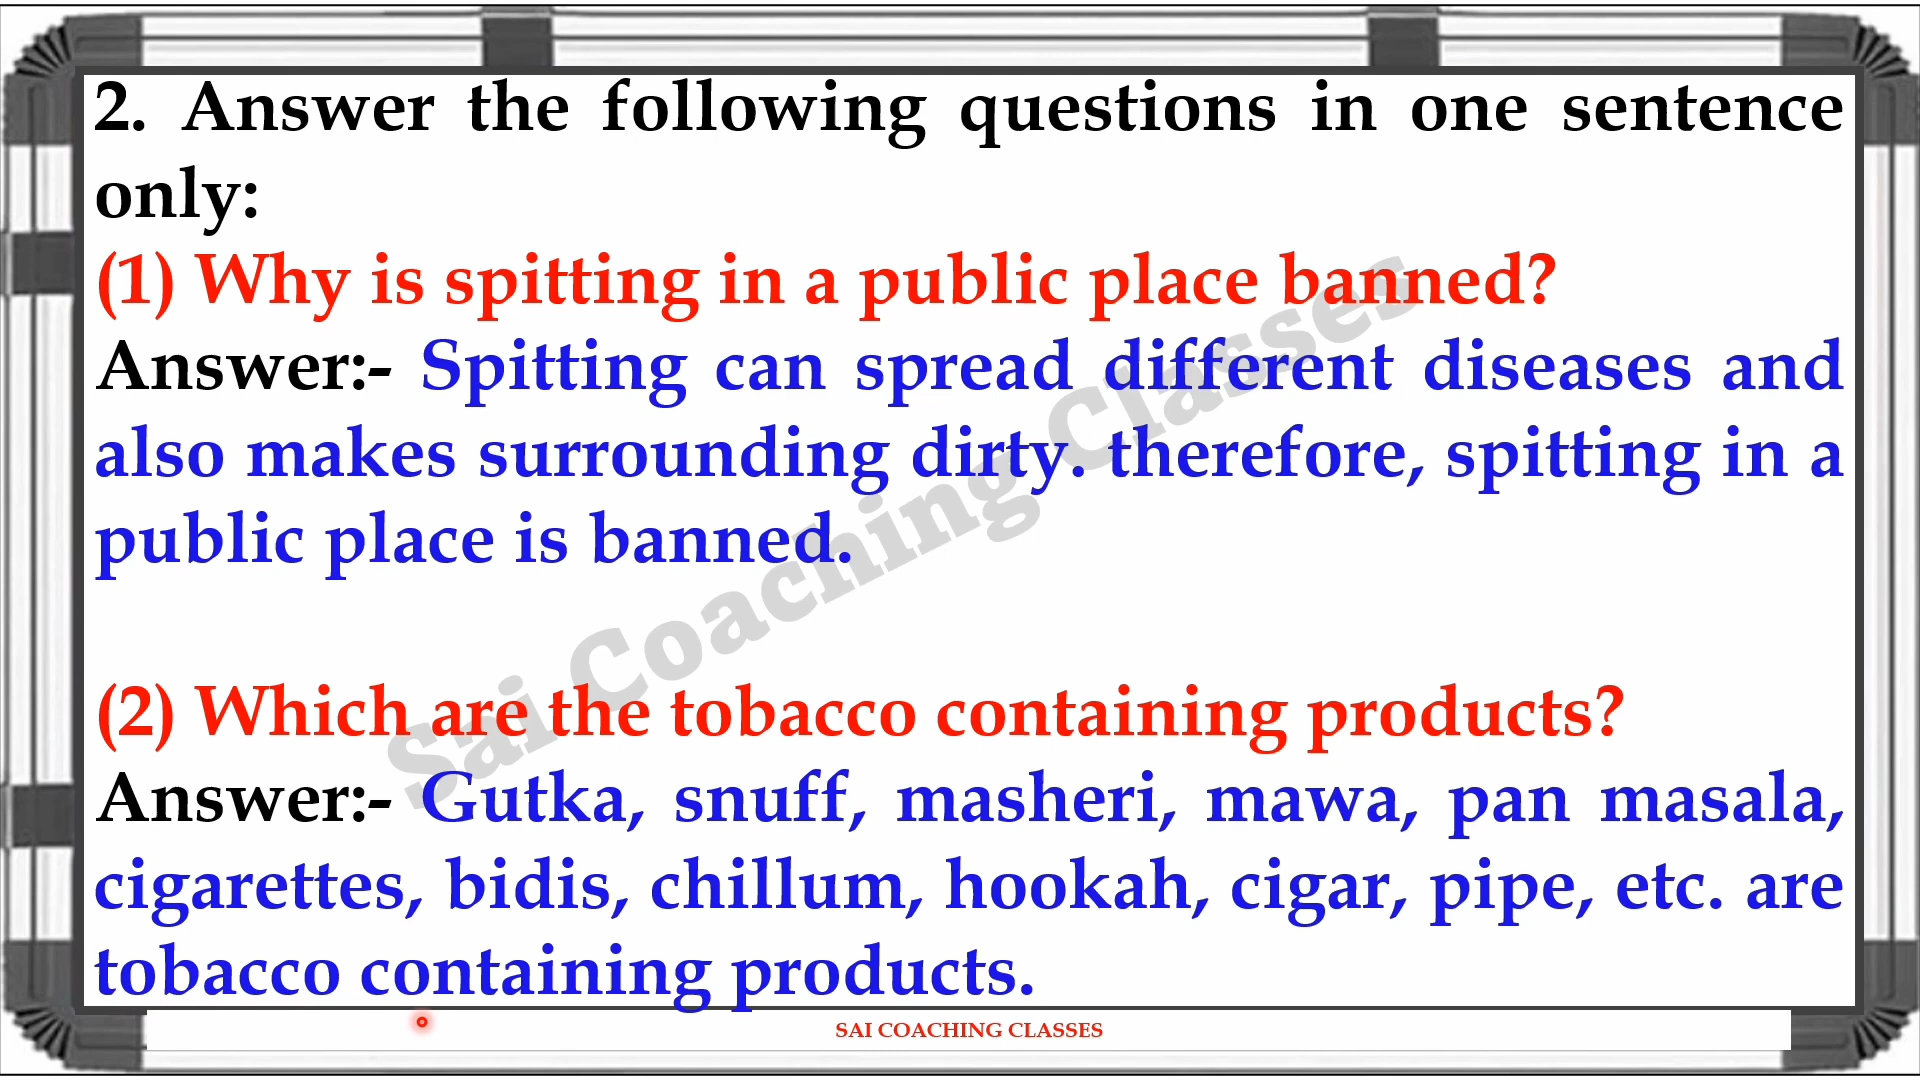 2. Answer the following questions in one sentence
only:
(1) Why is spitting in a public place banned?
Answer:- Spitting can spread different diseases and
also makes surrounding dirty. therefore, spitting in a
public place is banned.
(2) Which are the tobacco containing products?
Answer:- Gutka, snuff, masheri, mawa, pan masala,
cigarettes, bidis, chillum, hookah, cigar, pipe, etc. are
tobacco containing products.
Sai Coaching Classes
SAI COACHING CLASSES